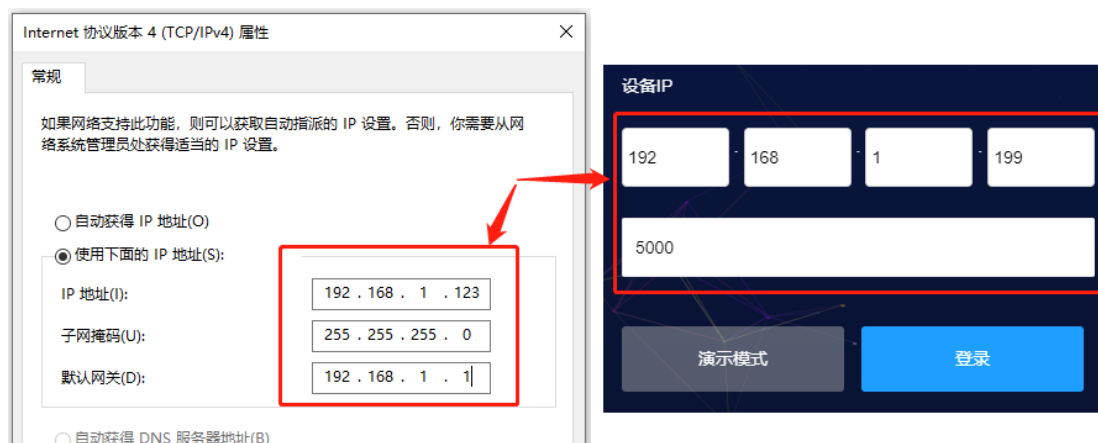 Internet 协议版本 4 (TCP/IPv4) 属性
常规
如果网络支持此功能，则可以获取自动指派的 IP 设置。否则，你需要从网
络系统管理员处获得适当的 IP 设置。
自动获得 IP 地址(O)
使用下面的 IP 地址(S):
IP 地址(I):
192 . 168 . 1 . 123
子网掩码(U):
255 . 255 . 255 . 0
默认网关(D):
192 . 168 . 1 . 1
自动获得 DNS 服务器地址(B)
设备IP
192 - 168 - 1 - 199
5000
演示模式
登录